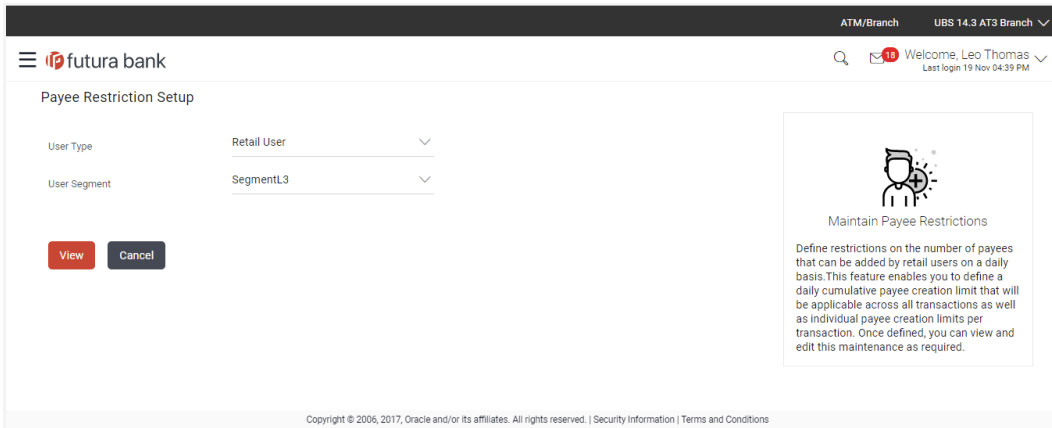 ATM/Branch UBS 14.3 AT3 Branch
futura bank
18 Welcome, Leo Thomas
Last login 19 Nov 04:39 PM
Payee Restriction Setup
User Type Retail User
User Segment SegmentL3
View Cancel
Maintain Payee Restrictions
Define restrictions on the number of payees
that can be added by retail users on a daily
basis.This feature enables you to define a
daily cumulative payee creation limit that will
be applicable across all transactions as well
as individual payee creation limits per
transaction. Once defined, you can view and
edit this maintenance as required.
Copyright © 2006, 2017, Oracle and/or its affiliates. All rights reserved. | Security Information | Terms and Conditions